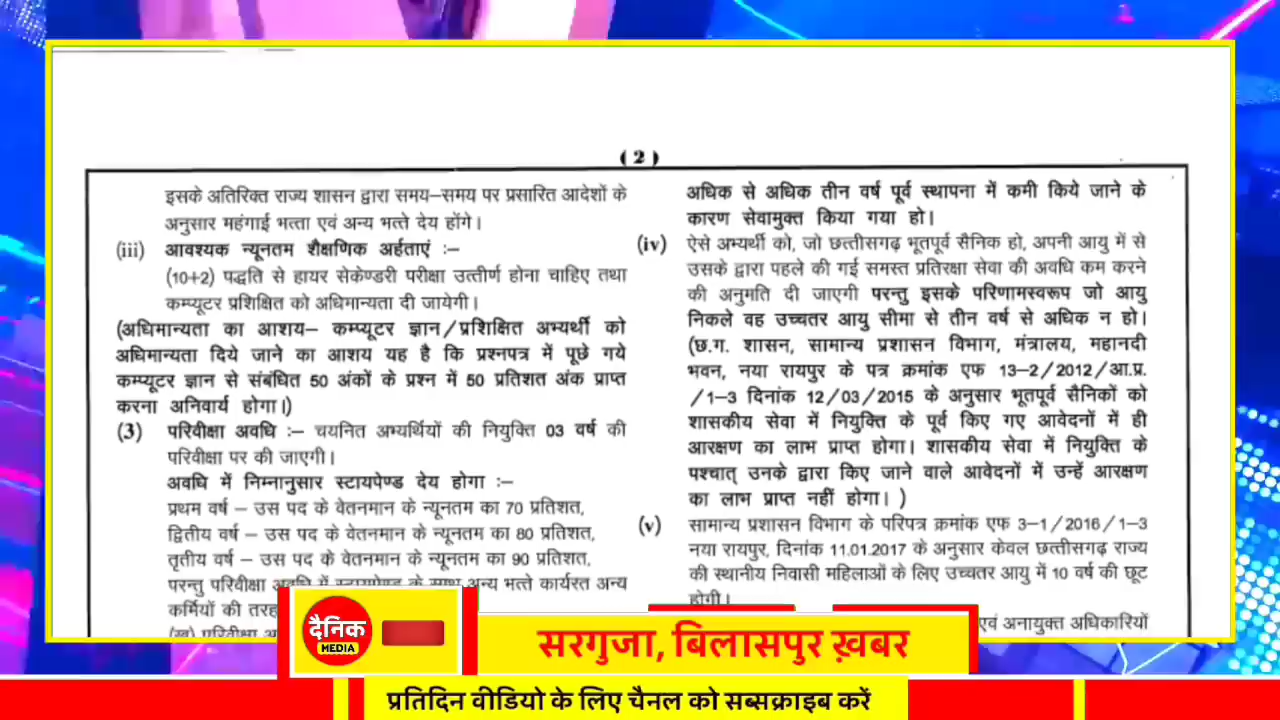 ( 2 )
इसके अतिरिक्त राज्य शासन द्वारा समय–समय पर प्रसारित आदेशों के
अनुसार महंगाई भत्ता एवं अन्य भत्ते देय होंगे।
(iii) आवश्यक न्यूनतम शैक्षणिक अर्हताएं :–
(10+2) पद्धति से हायर सेकेण्डरी परीक्षा उत्तीर्ण होना चाहिए तथा
कम्प्यूटर प्रशिक्षित को अधिमान्यता दी जायेगी।
(अधिमान्यता का आशय– कम्प्यूटर ज्ञान/प्रशिक्षित अभ्यर्थी को
अधिमान्यता दिये जाने का आशय यह है कि प्रश्नपत्र में पूछे गये
कम्प्यूटर ज्ञान से संबंधित 50 अंकों के प्रश्न में 50 प्रतिशत अंक प्राप्त
करना अनिवार्य होगा।)
(3) परिवीक्षा अवधि :– चयनित अभ्यर्थियों की नियुक्ति 03 वर्ष की
परिवीक्षा पर की जाएगी।
अवधि में निम्नानुसार स्टायपेण्ड देय होगा :–
प्रथम वर्ष – उस पद के वेतनमान के न्यूनतम का 70 प्रतिशत,
द्वितीय वर्ष – उस पद के वेतनमान के न्यूनतम का 80 प्रतिशत,
तृतीय वर्ष – उस पद के वेतनमान के न्यूनतम का 90 प्रतिशत,
परन्तु परिवीक्षा अवधि में स्टायपेण्ड के साथ अन्य भत्ते कार्यरत अन्य
कर्मियों की तरह
अधिक से अधिक तीन वर्ष पूर्व स्थापना में कमी किये जाने के
कारण सेवामुक्त किया गया हो।
(iv) ऐसे अभ्यर्थी को, जो छत्तीसगढ़ भूतपूर्व सैनिक हो, अपनी आयु में से
उसके द्वारा पहले की गई समस्त प्रतिरक्षा सेवा की अवधि कम करने
की अनुमति दी जाएगी परन्तु इसके परिणामस्वरूप जो आयु
निकले वह उच्चतर आयु सीमा से तीन वर्ष से अधिक न हो।
(छ.ग. शासन, सामान्य प्रशासन विभाग, मंत्रालय, महानदी
भवन, नया रायपुर के पत्र क्रमांक एफ 13–2/2012/आ.प्र.
/1–3 दिनांक 12/03/2015 के अनुसार भूतपूर्व सैनिकों को
शासकीय सेवा में नियुक्ति के पूर्व किए गए आवेदनों में ही
आरक्षण का लाभ प्राप्त होगा। शासकीय सेवा में नियुक्ति के
पश्चात् उनके द्वारा किए जाने वाले आवेदनों में उन्हें आरक्षण
का लाभ प्राप्त नहीं होगा। )
(v) सामान्य प्रशासन विभाग के परिपत्र क्रमांक एफ 3–1/2016/1–3
नया रायपुर, दिनांक 11.01.2017 के अनुसार केवल छत्तीसगढ़ राज्य
की स्थानीय निवासी महिलाओं के लिए उच्चतर आयु में 10 वर्ष की छूट
होगी।
एवं अनायुक्त अधिकारियों
दैनिक
MEDIA
सरगुजा, बिलासपुर ख़बर
प्रतिदिन वीडियो के लिए चैनल को सब्सक्राइब करें